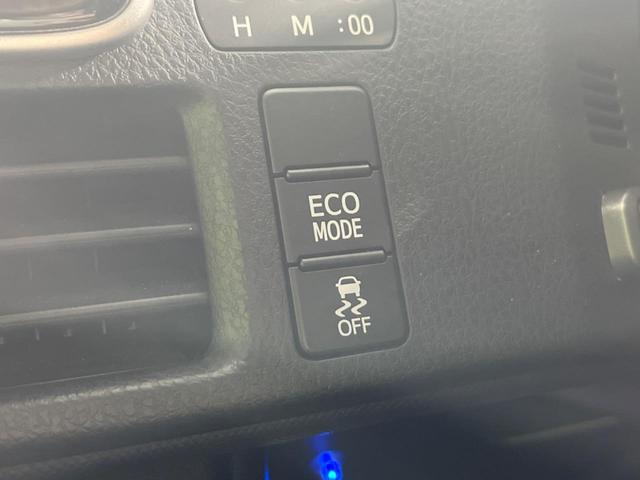 H M :00
ECO
MODE
OFF